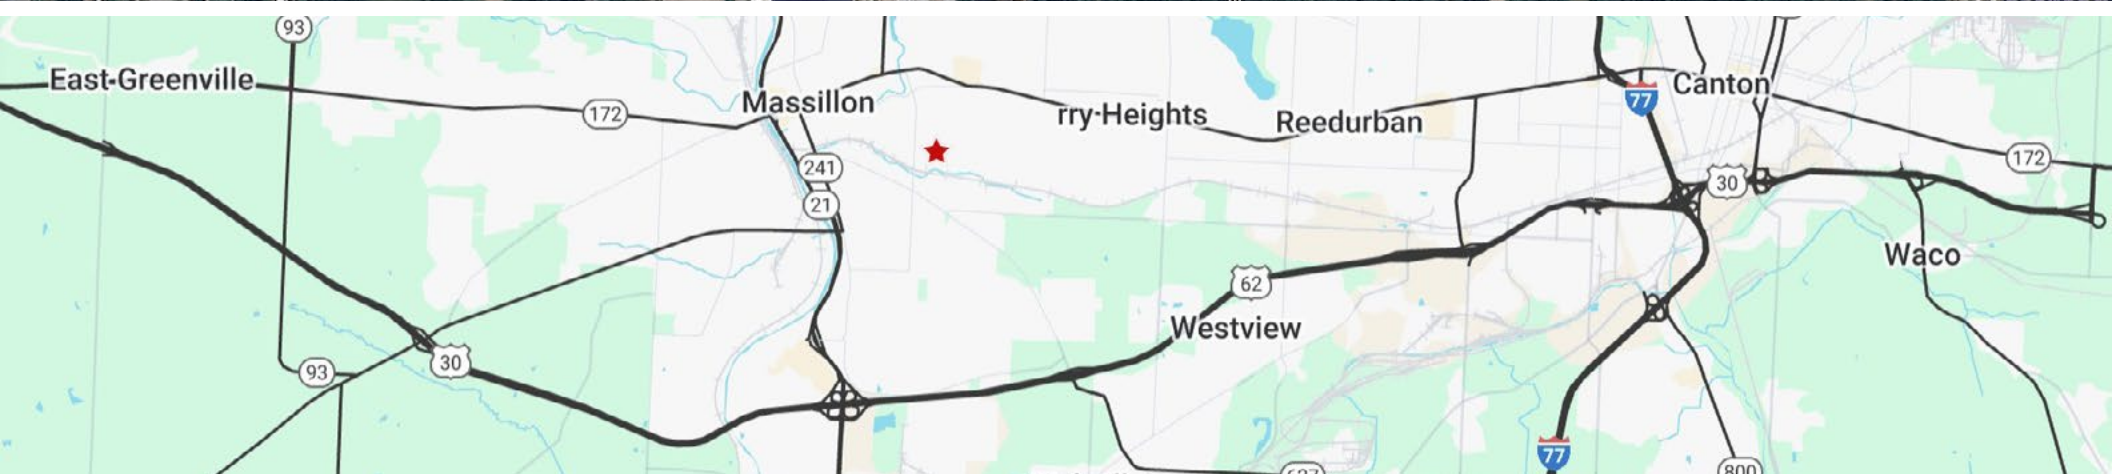 93
East-Greenville
172
Massillon
rry-Heights
Reedurban
77
Canton
241
30
172
21
62
Waco
Westview
93
30
77
800